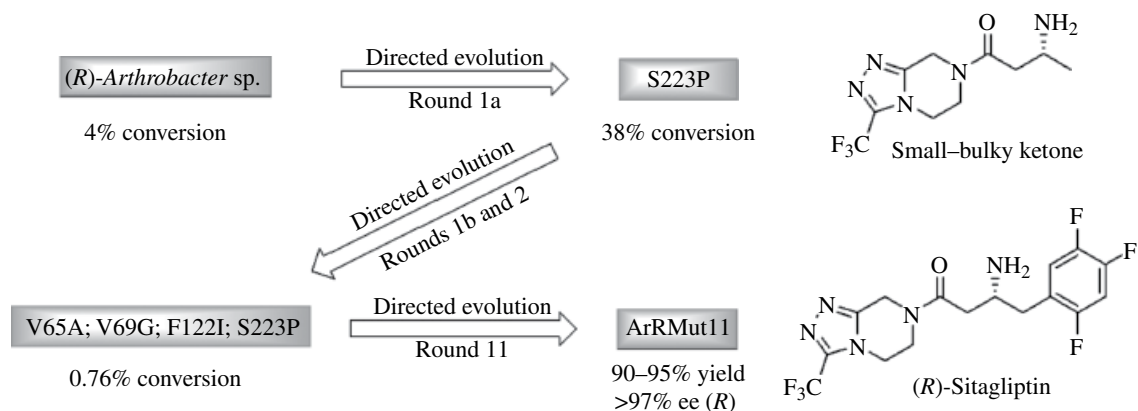 (R)-Arthrobacter sp.
4% conversion
Directed evolution
Round 1a
S223P
38% conversion
O
NH₂
N
N
N
N
F₃C
Small–bulky ketone
Directed evolution
Rounds 1b and 2
V65A; V69G; F122I; S223P
0.76% conversion
Directed evolution
Round 11
ArRMut11
90–95% yield
>97% ee (R)
F
F
O
NH₂
N
N
N
N
F
F₃C
(R)-Sitagliptin